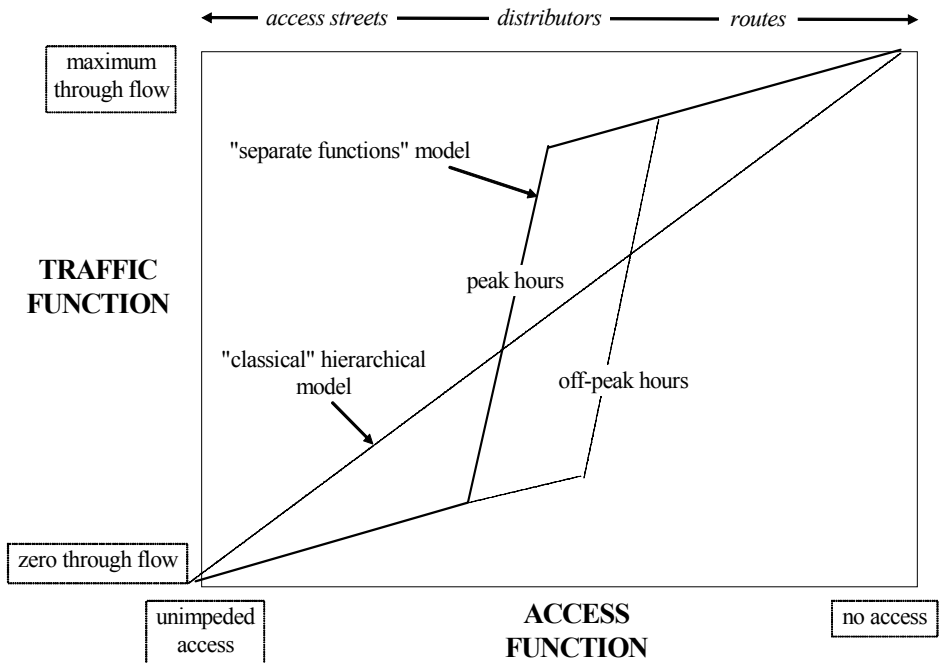 access streets
distributors
routes
maximum
through flow
"separate functions" model
TRAFFIC
FUNCTION
peak hours
"classical" hierarchical
model
off-peak hours
zero through flow
unimpeded
access
ACCESS
FUNCTION
no access